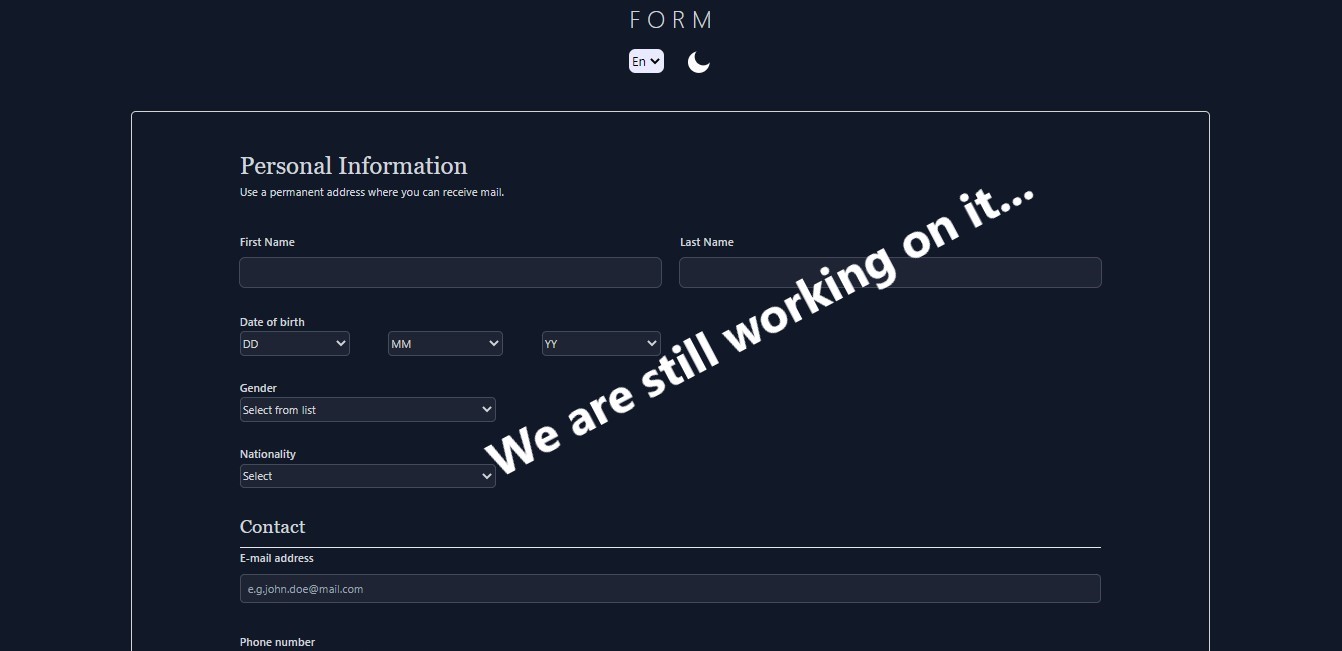 FORM
En
Personal Information
Use a permanent address where you can receive mail.
First Name
Last Name
Date of birth
DD
MM
YY
Gender
Select from list
Nationality
Select
We are still working on it...
Contact
E-mail address
e.g.john.doe@mail.com
Phone number